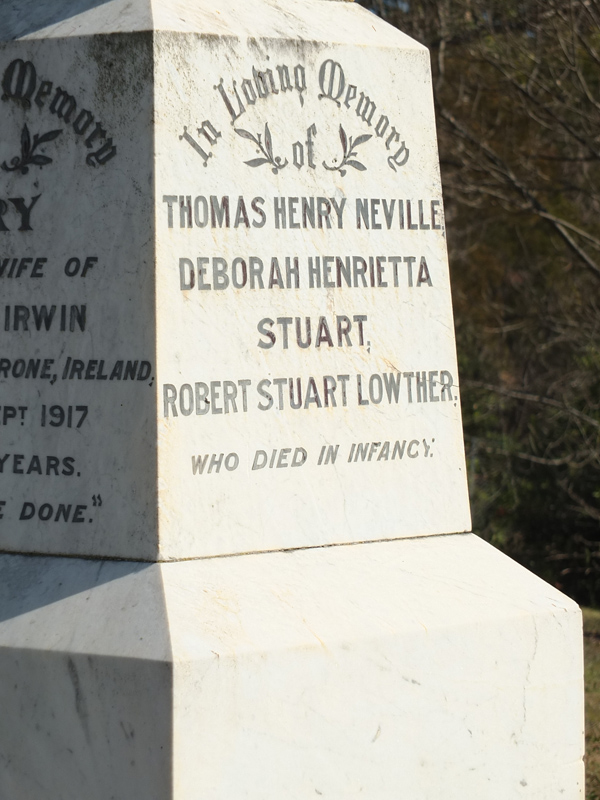 Memory
RY
WIFE OF
IRWIN
RONE, IRELAND,
EPT 1917
YEARS.
E DONE."
In Loving Memory
of
THOMAS HENRY NEVILLE,
DEBORAH HENRIETTA
STUART,
ROBERT STUART LOWTHER.
WHO DIED IN INFANCY.